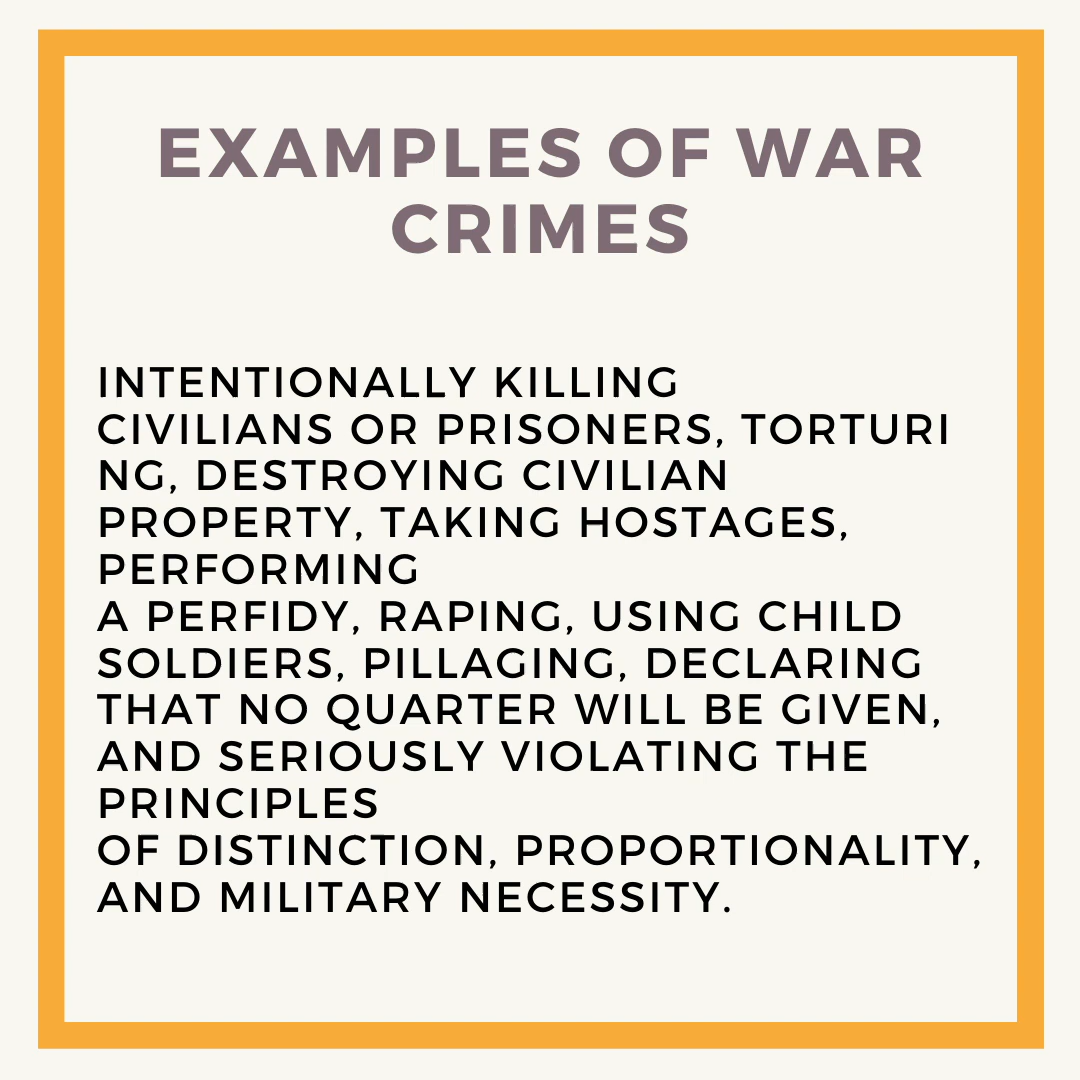 EXAMPLES OF WAR
CRIMES
INTENTIONALLY KILLING
CIVILIANS OR PRISONERS, TORTURI
NG, DESTROYING CIVILIAN
PROPERTY, TAKING HOSTAGES,
PERFORMING
A PERFIDY, RAPING, USING CHILD
SOLDIERS, PILLAGING, DECLARING
THAT NO QUARTER WILL BE GIVEN,
AND SERIOUSLY VIOLATING THE
PRINCIPLES
OF DISTINCTION, PROPORTIONALITY,
AND MILITARY NECESSITY.